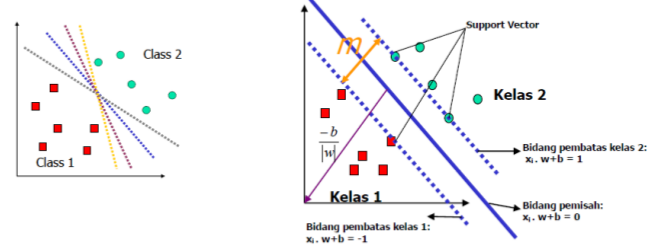 Class 2
Class 1
Support Vector
m
Kelas 2
-b
|w|
Kelas 1
Bidang pembatas kelas 2:
xᵢ. w+b = 1
Bidang pemisah:
xᵢ. w+b = 0
Bidang pembatas kelas 1:
xᵢ. w+b = -1